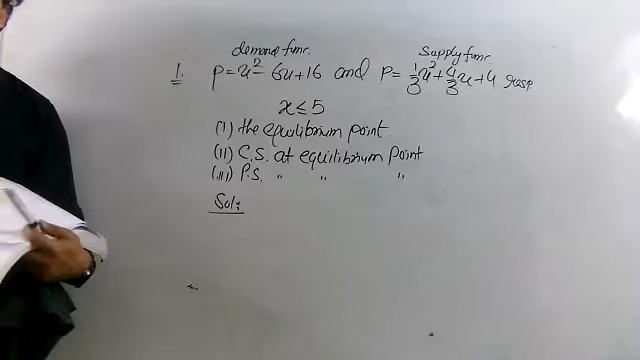 demand func. Supply func.
1. p = x² - 6x + 16 and p = 1/3 x² + 4/3 x + 4 resp
x ≤ 5
(i) the equilibrium point
(ii) C.S. at equilibrium point
(iii) P.S. " " "
Sol: